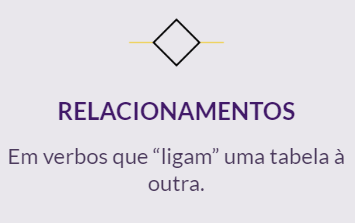 RELACIONAMENTOS
Em verbos que “ligam” uma tabela à
outra.